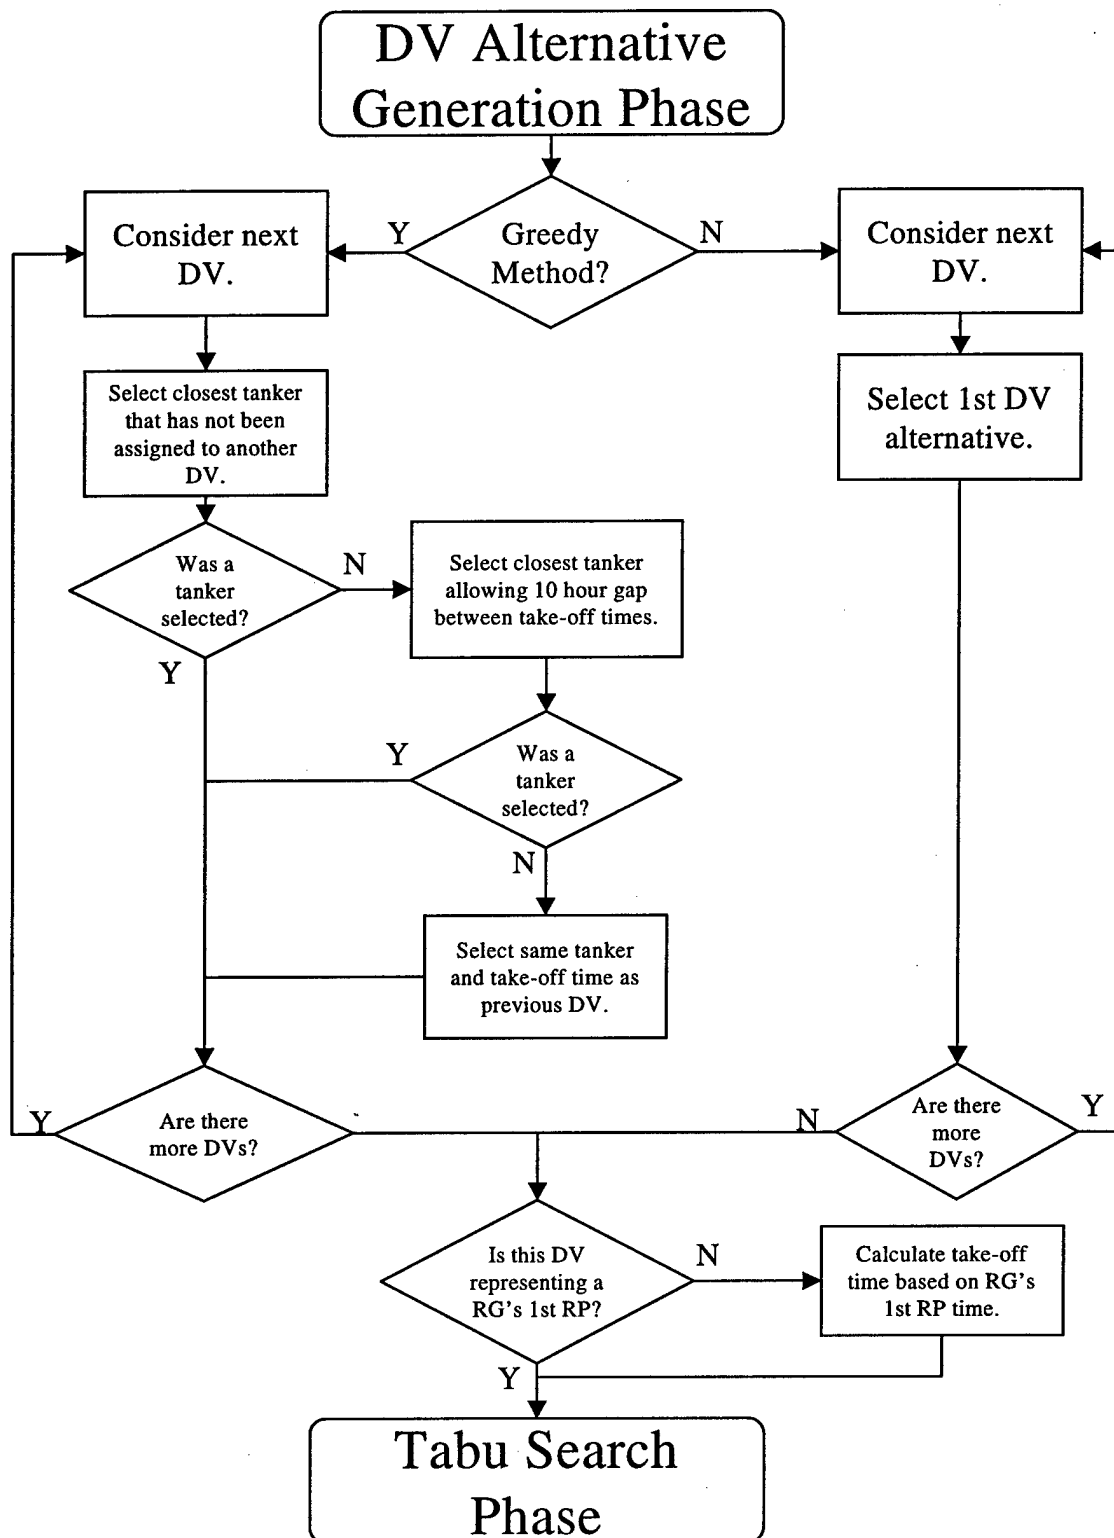 DV Alternative
Generation Phase
Greedy
Method?
Y
N
Consider next
DV.
Consider next
DV.
Select closest tanker
that has not been
assigned to another
DV.
Select 1st DV
alternative.
Was a
tanker
selected?
N
Y
Select closest tanker
allowing 10 hour gap
between take-off times.
Was a
tanker
selected?
Y
N
Select same tanker
and take-off time as
previous DV.
Are there
more DVs?
Y
Are there
more
DVs?
N
Y
Is this DV
representing a
RG's 1st RP?
N
Y
Calculate take-off
time based on RG's
1st RP time.
Tabu Search
Phase